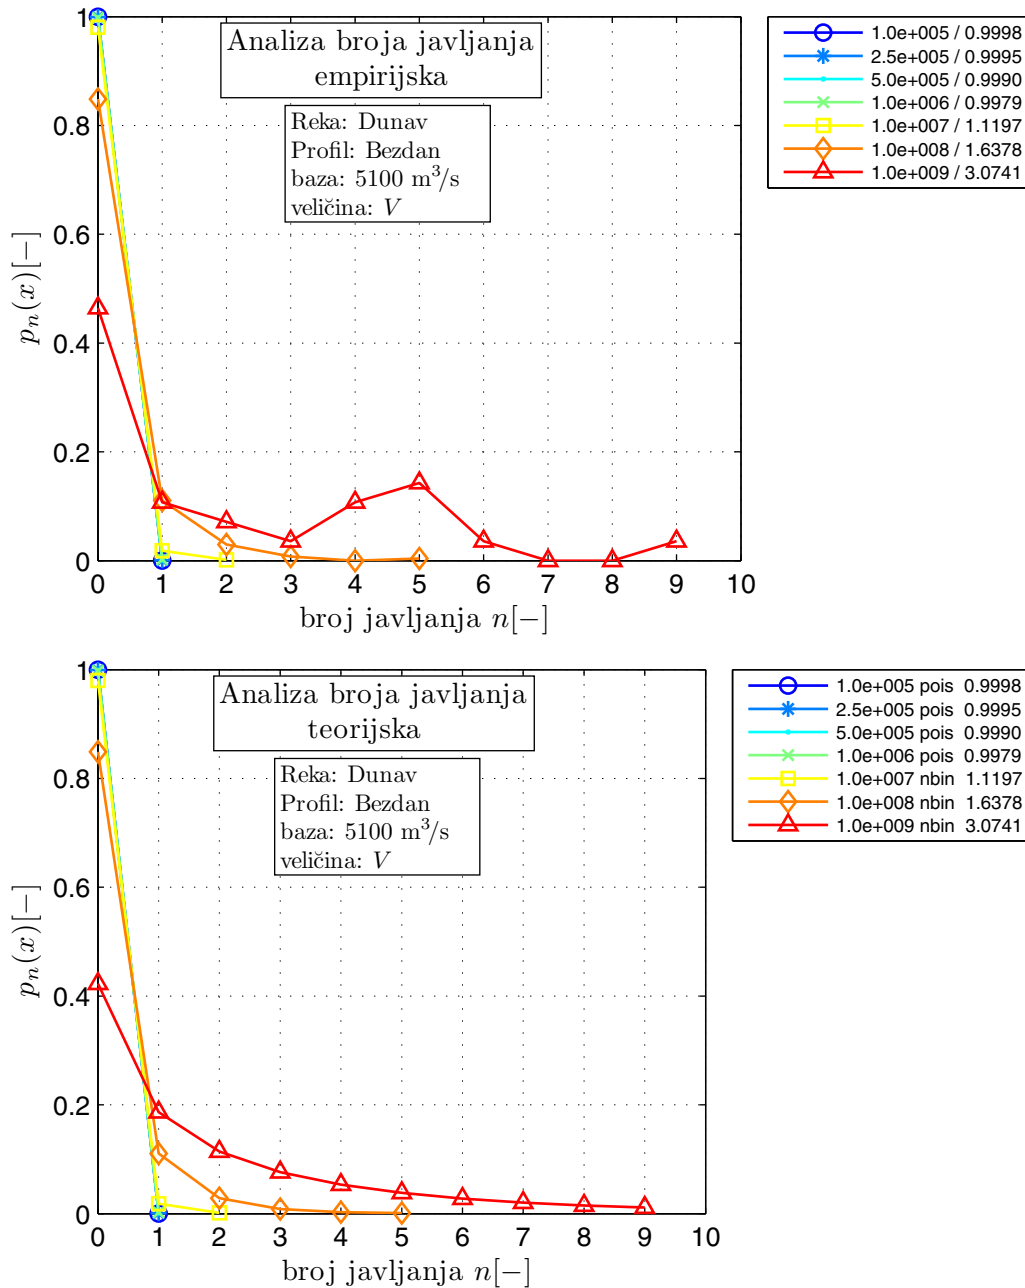 Analiza broja javljanja
empirijska
Reka: Dunav
Profil: Bezdan
baza: 5100 m³/s
veličina: V
1.0e+005 / 0.9998
2.5e+005 / 0.9995
5.0e+005 / 0.9990
1.0e+006 / 0.9979
1.0e+007 / 1.1197
1.0e+008 / 1.6378
1.0e+009 / 3.0741
1
0.8
0.6
0.4
0.2
0
pₙ(x)[−]
0 1 2 3 4 5 6 7 8 9 10
broj javljanja n[−]
Analiza broja javljanja
teorijska
Reka: Dunav
Profil: Bezdan
baza: 5100 m³/s
veličina: V
1.0e+005 pois 0.9998
2.5e+005 pois 0.9995
5.0e+005 pois 0.9990
1.0e+006 pois 0.9979
1.0e+007 nbin 1.1197
1.0e+008 nbin 1.6378
1.0e+009 nbin 3.0741
1
0.8
0.6
0.4
0.2
0
pₙ(x)[−]
0 1 2 3 4 5 6 7 8 9 10
broj javljanja n[−]